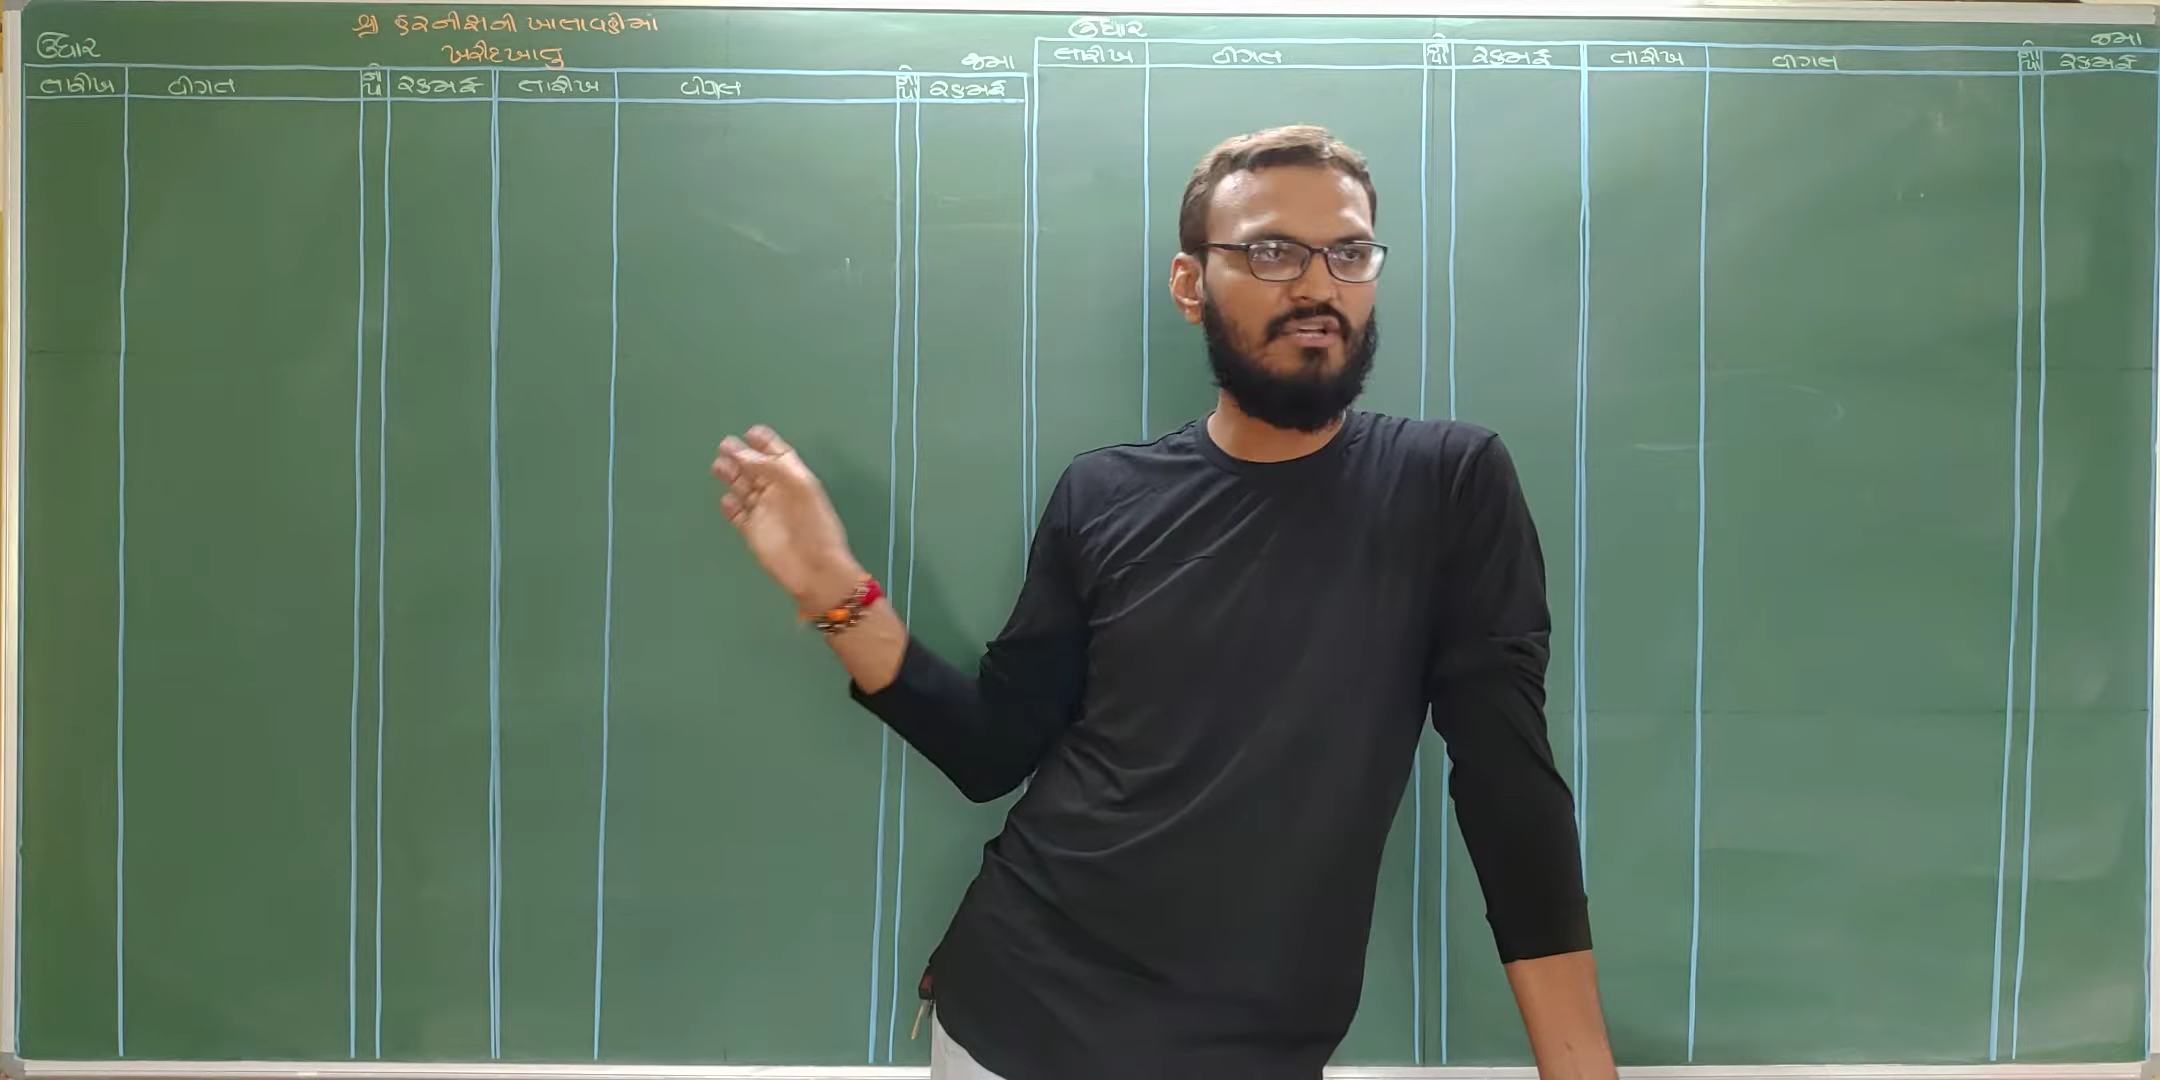 શ્રી ફરનીશની ખાતાવહીમાં
ખરીદખાતુ
ઉધાર
જમા
તારીખ વીગત નો પા રકમ₹ તારીખ વીગત નો પા રકમ₹
ઉધાર
જમા
તારીખ વીગત નો પા રકમ₹ તારીખ વીગત નો પા રકમ₹